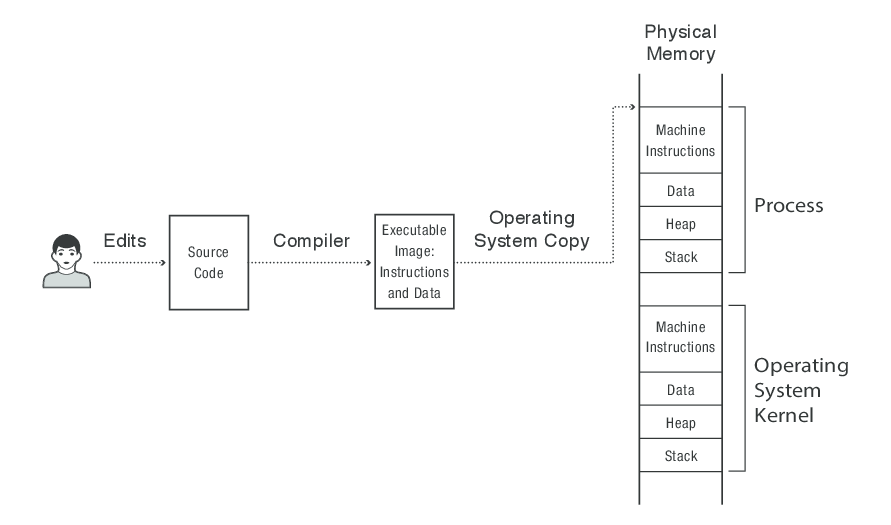 Physical
Memory
Edits
Source
Code
Compiler
Executable
Image:
Instructions
and Data
Operating
System Copy
Machine
Instructions
Data
Heap
Stack
Process
Machine
Instructions
Data
Heap
Stack
Operating
System
Kernel